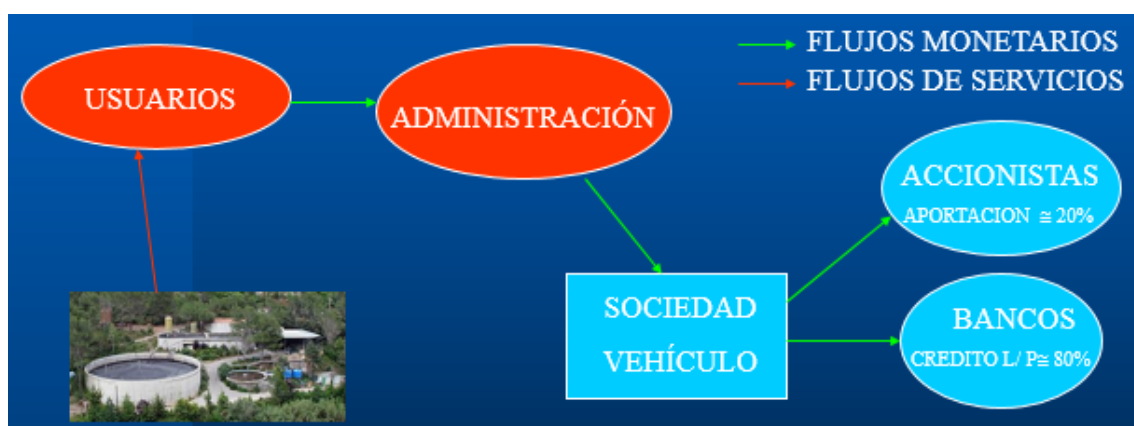 FLUJOS MONETARIOS
FLUJOS DE SERVICIOS
USUARIOS
ADMINISTRACIÓN
ACCIONISTAS
APORTACION ≅ 20%
SOCIEDAD
VEHÍCULO
BANCOS
CREDITO L/ P≅ 80%